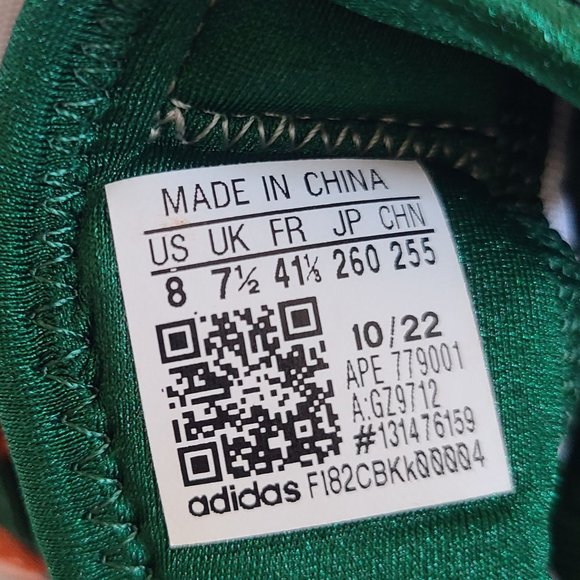 MADE IN CHINA
US UK FR JP CHN
8 7½ 41⅓ 260 255
10/22
APE 779001
A:GZ9712
#131476159
adidas FI82CBKk00004